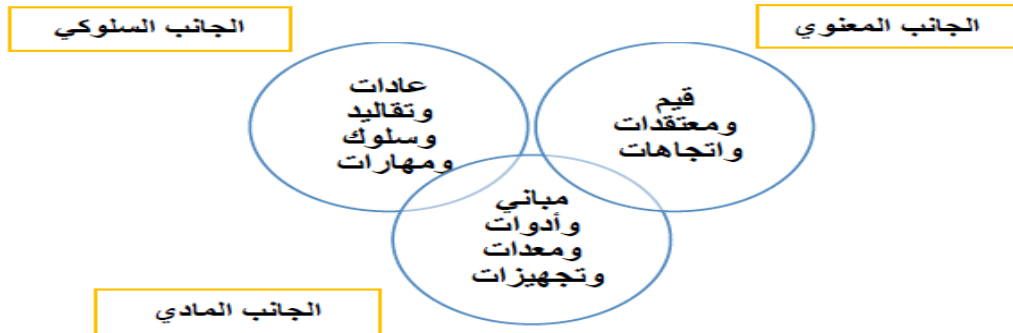 الجانب المعنوي
الجانب السلوكي
قيم
ومعتقدات
واتجاهات
عادات
وتقاليد
وسلوك
ومهارات
مباني
وأدوات
ومعدات
وتجهيزات
الجانب المادي